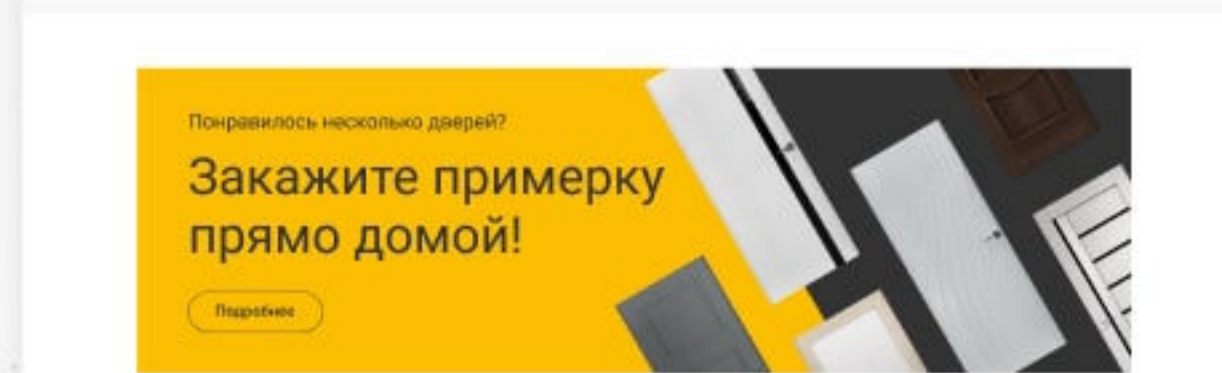 Понравилось несколько дверей?
Закажите примерку
прямо домой!
Подробнее